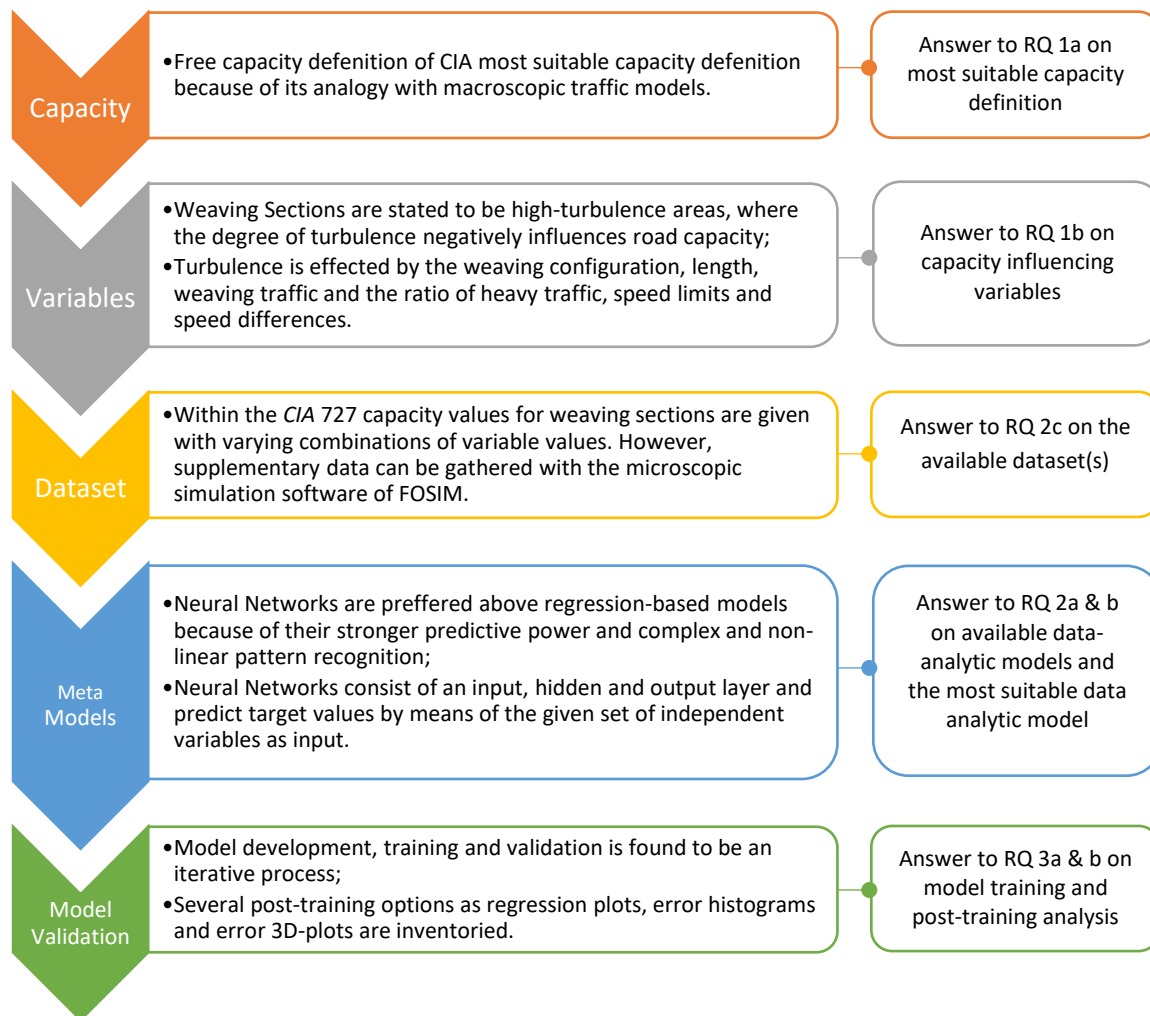 Capacity
•Free capacity defenition of CIA most suitable capacity defenition
because of its analogy with macroscopic traffic models.
Answer to RQ 1a on
most suitable capacity
definition
Variables
•Weaving Sections are stated to be high-turbulence areas, where
the degree of turbulence negatively influences road capacity;
•Turbulence is effected by the weaving configuration, length,
weaving traffic and the ratio of heavy traffic, speed limits and
speed differences.
Answer to RQ 1b on
capacity influencing
variables
Dataset
•Within the CIA 727 capacity values for weaving sections are given
with varying combinations of variable values. However,
supplementary data can be gathered with the microscopic
simulation software of FOSIM.
Answer to RQ 2c on the
available dataset(s)
Meta
Models
•Neural Networks are preffered above regression-based models
because of their stronger predictive power and complex and non-
linear pattern recognition;
•Neural Networks consist of an input, hidden and output layer and
predict target values by means of the given set of independent
variables as input.
Answer to RQ 2a & b
on available data-
analytic models and
the most suitable data
analytic model
Model
Validation
•Model development, training and validation is found to be an
iterative process;
•Several post-training options as regression plots, error histograms
and error 3D-plots are inventoried.
Answer to RQ 3a & b on
model training and
post-training analysis